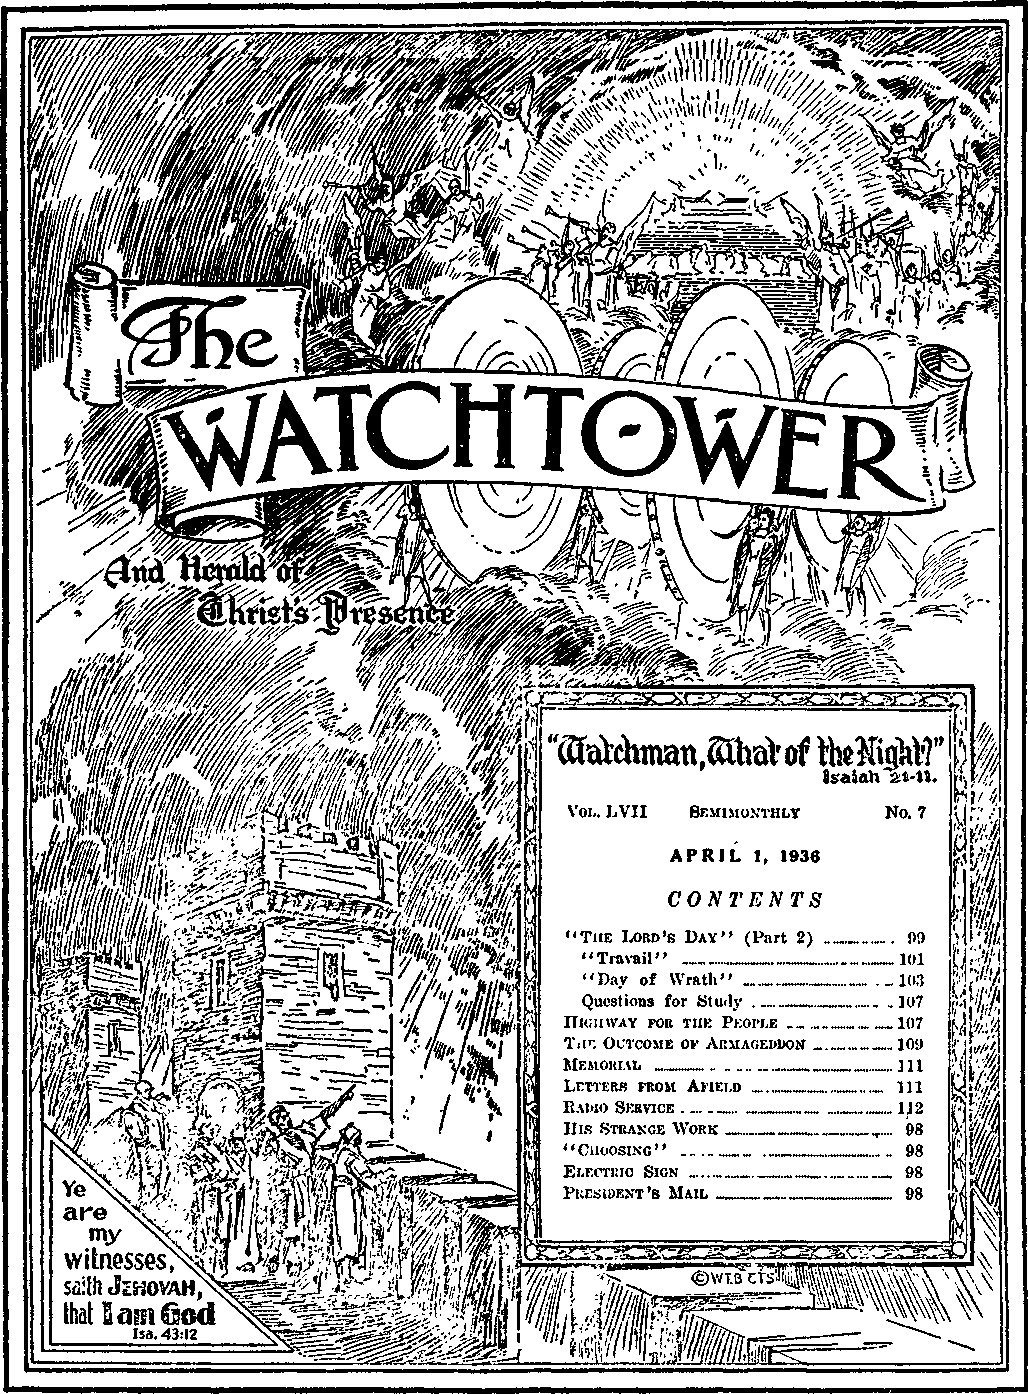 The
WATCHTOWER
And Herald of
Christ's Presence
"Watchman, What of the Night?"
Isaiah 21-11.
VOL. LVII SEMIMONTHLY No. 7
APRIL 1, 1936
CONTENTS
"THE LORD'S DAY" (Part 2) 99
"Travail" 101
"Day of Wrath" 103
Questions for Study 107
HIGHWAY FOR THE PEOPLE 107
THE OUTCOME OF ARMAGEDDON 109
MEMORIAL 111
LETTERS FROM AFIELD 111
RADIO SERVICE 112
HIS STRANGE WORK 98
"CHOOSING" 98
ELECTRIC SIGN 98
PRESIDENT'S MAIL 98
Ye
are
my
witnesses,
saith JEHOVAH,
that I am God
Isa. 43:12
©W.T.B.&T.S.